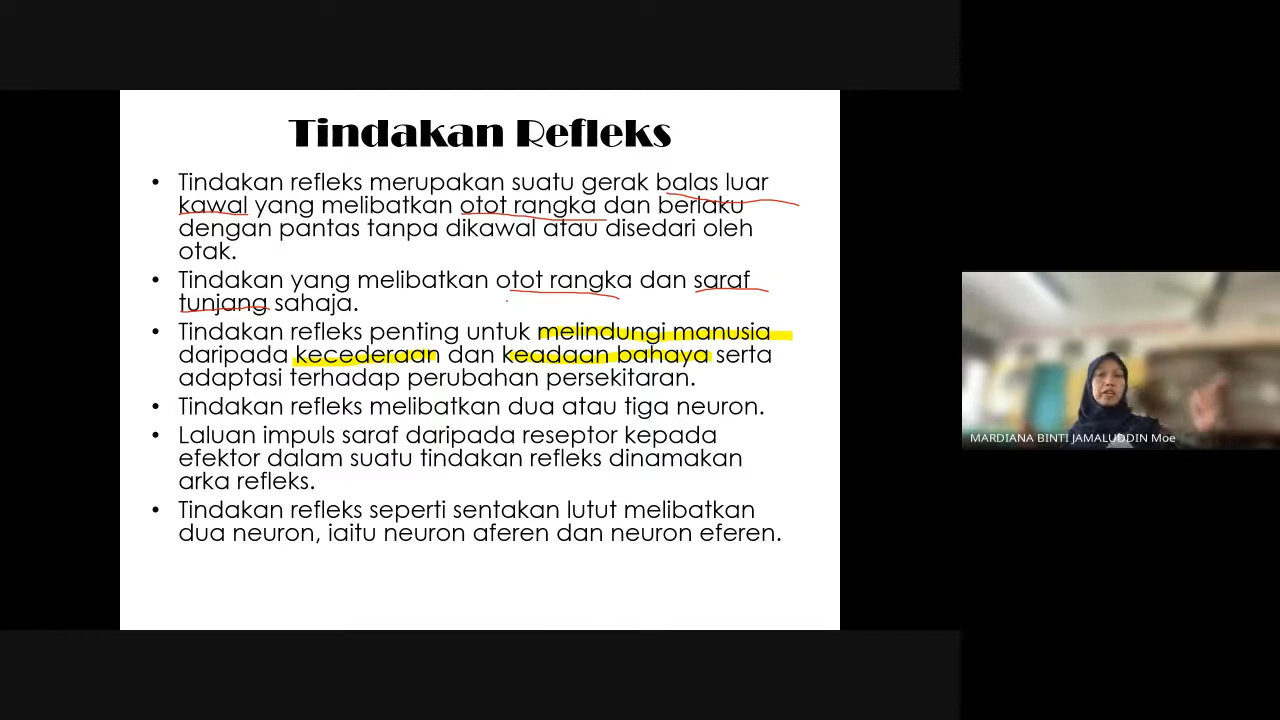 Tindakan Refleks
• Tindakan refleks merupakan suatu gerak balas luar
kawal yang melibatkan otot rangka dan berlaku
dengan pantas tanpa dikawal atau disedari oleh
otak.
• Tindakan yang melibatkan otot rangka dan saraf
tunjang sahaja.
• Tindakan refleks penting untuk melindungi manusia
daripada kecederaan dan keadaan bahaya serta
adaptasi terhadap perubahan persekitaran.
• Tindakan refleks melibatkan dua atau tiga neuron.
• Laluan impuls saraf daripada reseptor kepada
efektor dalam suatu tindakan refleks dinamakan
arka refleks.
• Tindakan refleks seperti sentakan lutut melibatkan
dua neuron, iaitu neuron aferen dan neuron eferen.
MARDIANA BINTI JAMALUDDIN Moe